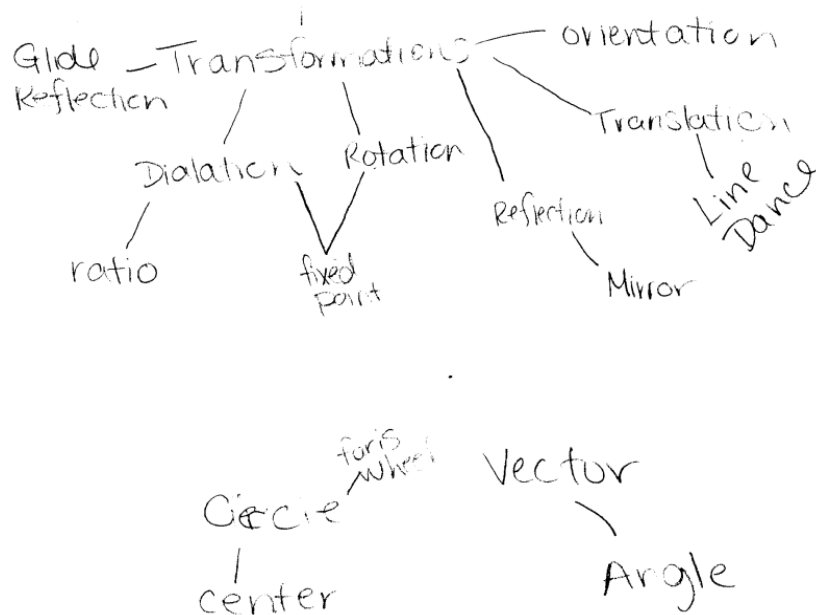 Glide
Reflection
Transformations
orientation
Translation
Dialation
Rotation
Line
Dance
Reflection
ratio
fixed
point
Mirror
foris
Wheel
Vector
Circle
center
Angle